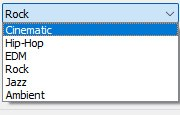 Rock
Cinematic
Hip-Hop
EDM
Rock
Jazz
Ambient